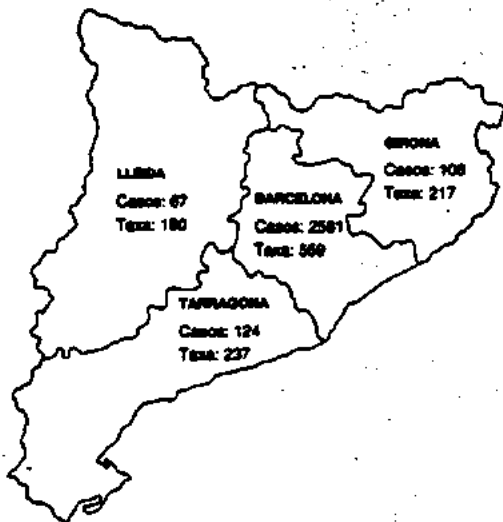 GIRONA
Casos: 108
Taxa: 217
LLEIDA
Casos: 67
Taxa: 190
BARCELONA
Casos: 2581
Taxa: 559
TARRAGONA
Casos: 124
Taxa: 237